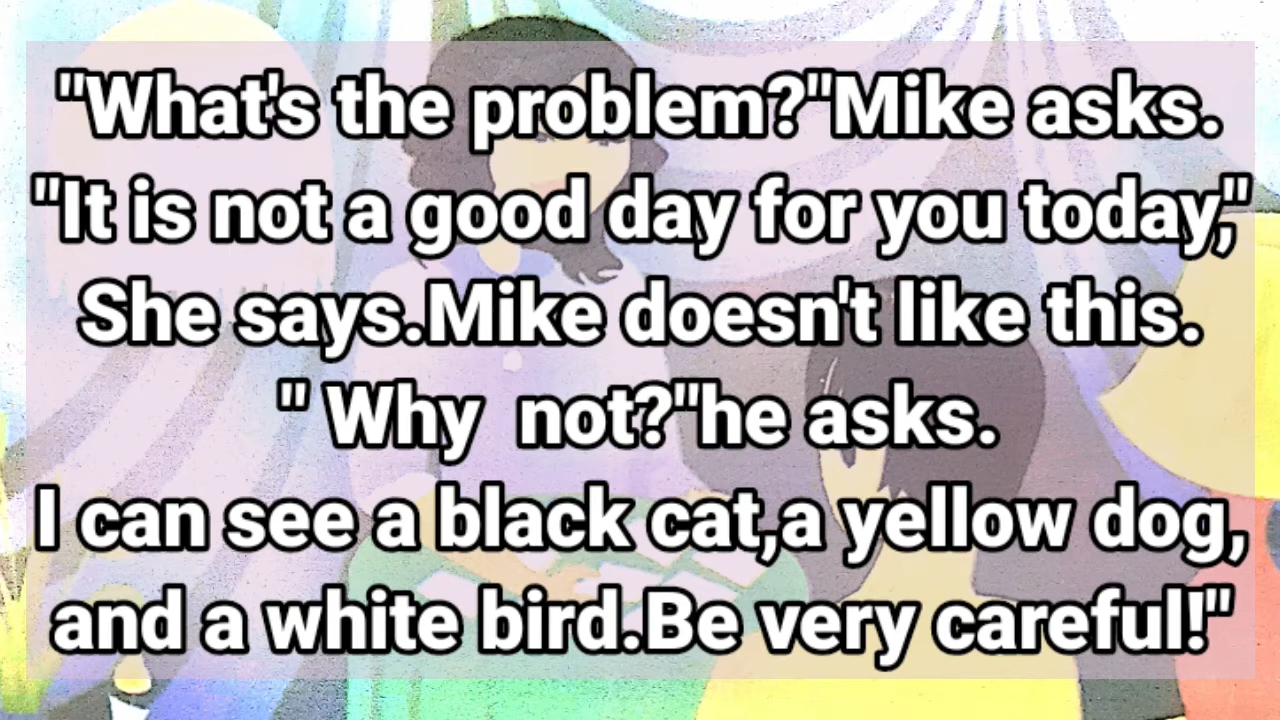 "What's the problem?"Mike asks.
"It is not a good day for you today,"
She says.Mike doesn't like this.
" Why  not?"he asks.
I can see a black cat,a yellow dog,
and a white bird.Be very careful!"